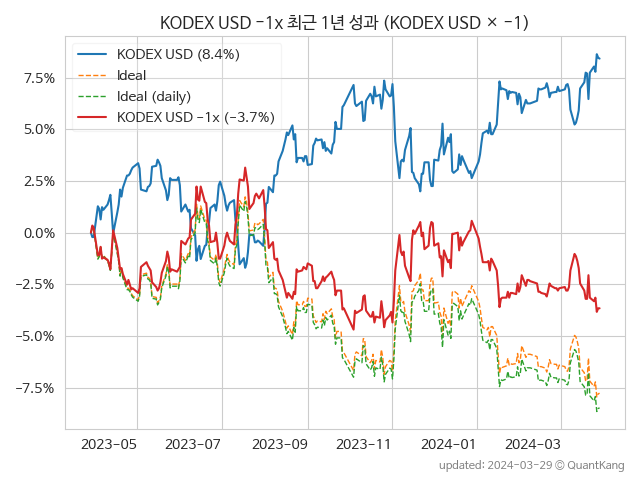 KODEX USD -1x 최근 1년 성과 (KODEX USD × -1)
KODEX USD (8.4%)
Ideal
Ideal (daily)
KODEX USD -1x (-3.7%)
7.5%
5.0%
2.5%
0.0%
-2.5%
-5.0%
-7.5%
2023-05
2023-07
2023-09
2023-11
2024-01
2024-03
updated: 2024-03-29 © QuantKang